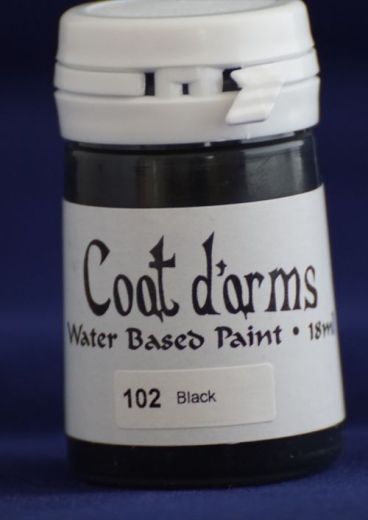 Coat d'arms
Water Based Paint • 18ml
102 Black